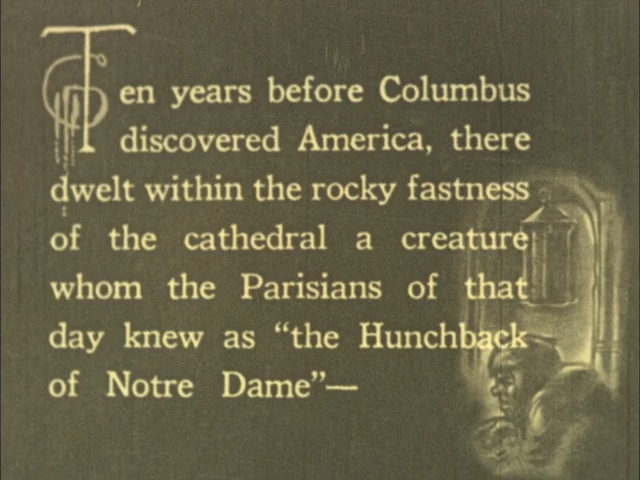 Ten years before Columbus
discovered America, there
dwelt within the rocky fastness
of the cathedral a creature
whom the Parisians of that
day knew as “the Hunchback
of Notre Dame”—